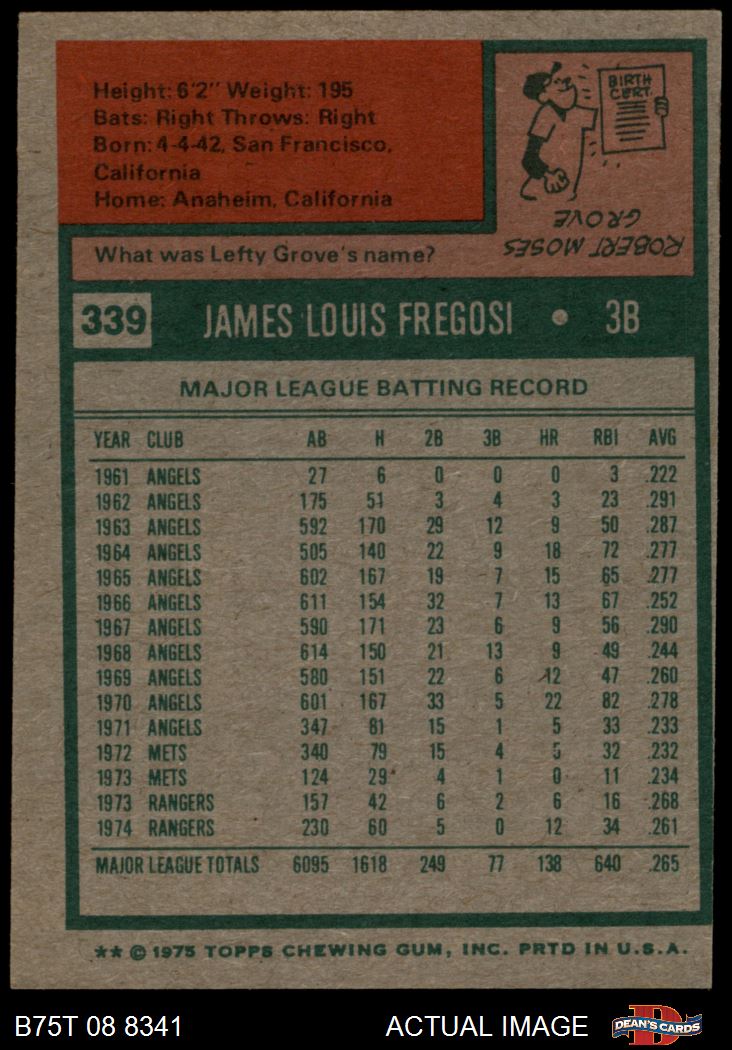 Height: 6'2" Weight: 195
Bats: Right Throws: Right
Born: 4-4-42, San Francisco,
California
Home: Anaheim, California
BIRTH
CERT.
ROBERT MOSES
GROVE
What was Lefty Grove's name?
339 JAMES LOUIS FREGOSI • 3B
MAJOR LEAGUE BATTING RECORD
YEAR CLUB AB H 2B 3B HR RBI AVG
1961 ANGELS 27 6 0 0 0 3 .222
1962 ANGELS 175 51 3 4 3 23 .291
1963 ANGELS 592 170 29 12 9 50 .287
1964 ANGELS 505 140 22 9 18 72 .277
1965 ANGELS 602 167 19 7 15 65 .277
1966 ANGELS 611 154 32 7 13 67 .252
1967 ANGELS 590 171 23 6 9 56 .290
1968 ANGELS 614 150 21 13 9 49 .244
1969 ANGELS 580 151 22 6 12 47 .260
1970 ANGELS 601 167 33 5 22 82 .278
1971 ANGELS 347 81 15 1 5 33 .233
1972 METS 340 79 15 4 5 32 .232
1973 METS 124 29 4 1 0 11 .234
1973 RANGERS 157 42 6 2 6 16 .268
1974 RANGERS 230 60 5 0 12 34 .261
MAJOR LEAGUE TOTALS 6095 1618 249 77 138 640 .265
** © 1975 TOPPS CHEWING GUM, INC. PRTD IN U.S.A.
B75T 08 8341 ACTUAL IMAGE D DEAN'S CARDS